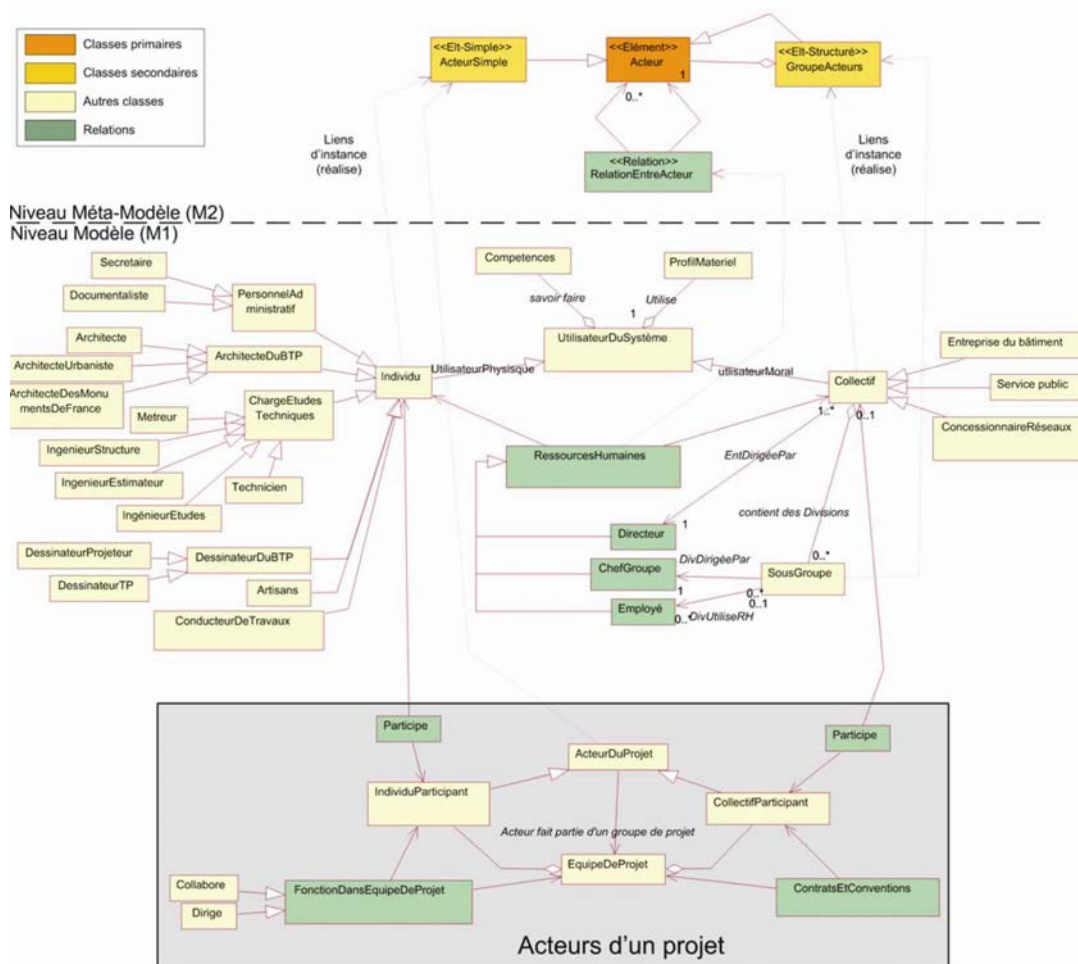 Classes primaires
Classes secondaires
Autres classes
Relations
<<Elt-Simple>>
ActeurSimple
<<Elément>>
Acteur
1
0..*
<<Elt-Structuré>>
GroupeActeurs
<<Relation>>
RelationEntreActeur
Liens
d'instance
(réalise)
Liens
d'instance
(réalise)
Niveau Méta-Modèle (M2)
Niveau Modèle (M1)
Secretaire
Documentaliste
PersonnelAd
ministratif
Architecte
ArchitecteUrbaniste
ArchitecteDesMonu
mentsDeFrance
ArchitecteDuBTP
Metreur
IngenieurStructure
IngenieurEstimateur
IngénieurEtudes
Technicien
ChargeEtudes
Techniques
DessinateurProjeteur
DessinateurTP
DessinateurDuBTP
Artisans
ConducteurDeTravaux
Individu
Competences
savoir faire
ProfilMateriel
Utilise
1
UtilisateurDuSystème
UtilisateurPhysique
utlisateurMoral
Collectif
1..*
0..1
Entreprise du bâtiment
Service public
ConcessionnaireRéseaux
RessourcesHumaines
EntDirigéePar
1
contient des Divisions
0..*
Directeur
DivDirigéePar
ChefGroupe
1
SousGroupe
0..*
0..1
Employé
0..*
DivUtiliseRH
Participe
Participe
ActeurDuProjet
IndividuParticipant
CollectifParticipant
Acteur fait partie d'un groupe de projet
EquipeDeProjet
Collabore
Dirige
FonctionDansEquipeDeProjet
ContratsEtConventions
Acteurs d'un projet